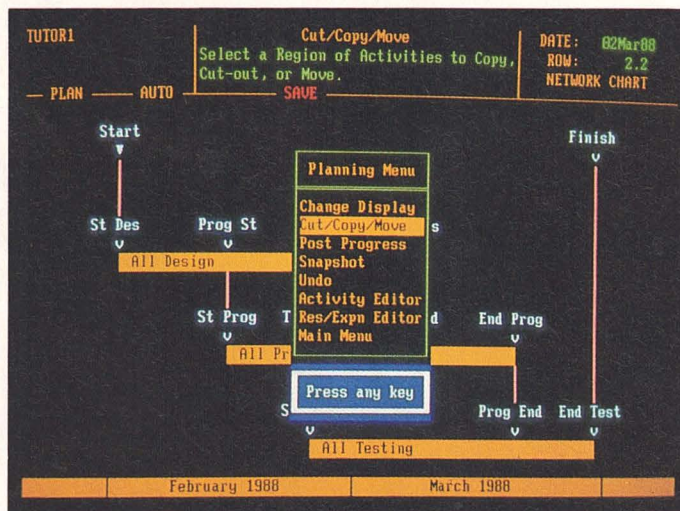 TUTOR1
Cut/Copy/Move
Select a Region of Activities to Copy,
Cut-out, or Move.
DATE: 02Mar88
ROW: 2.2
NETWORK CHART
PLAN AUTO SAVE
Start
Finish
Planning Menu
Change Display
Cut/Copy/Move
Post Progress
Snapshot
Undo
Activity Editor
Res/Expn Editor
Main Menu
St Des Prog St s
All Design
St Prog T d End Prog
All Pr
Press any key
S Prog End End Test
All Testing
February 1988 March 1988